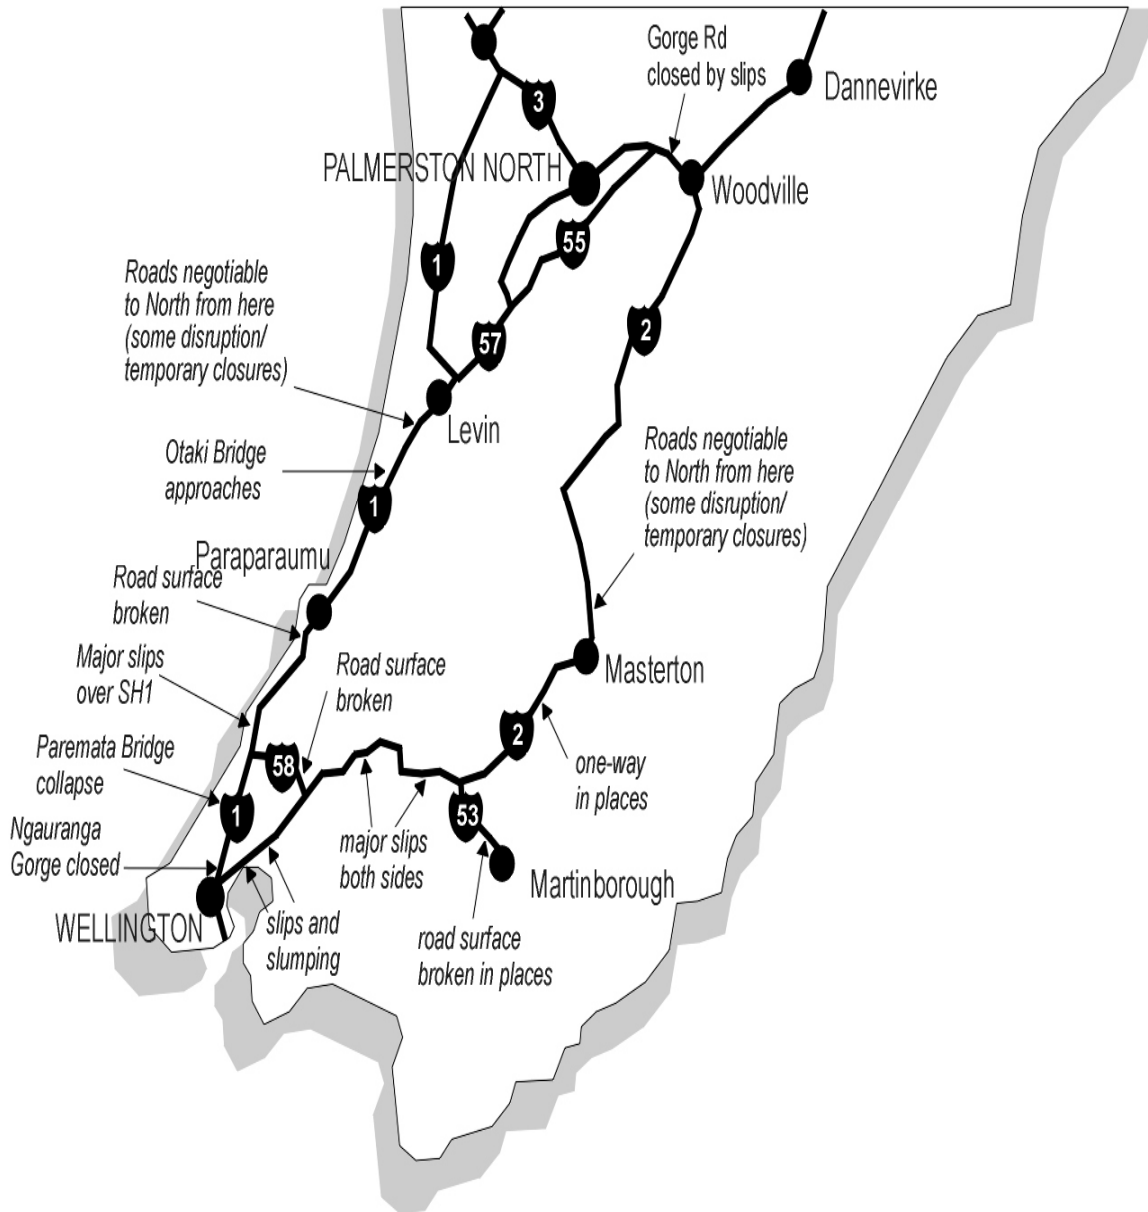 Gorge Rd
closed by slips
Dannevirke
3
PALMERSTON NORTH
Woodville
55
1
Roads negotiable
to North from here
(some disruption/
temporary closures)
2
57
Levin
Roads negotiable
to North from here
(some disruption/
temporary closures)
Otaki Bridge
approaches
1
Paraparaumu
Road surface
broken
Major slips
over SH1
Road surface
broken
Masterton
Paremata Bridge
collapse
58
2
one-way
in places
1
53
Ngauranga
Gorge closed
major slips
both sides
Martinborough
WELLINGTON
slips and
slumping
road surface
broken in places